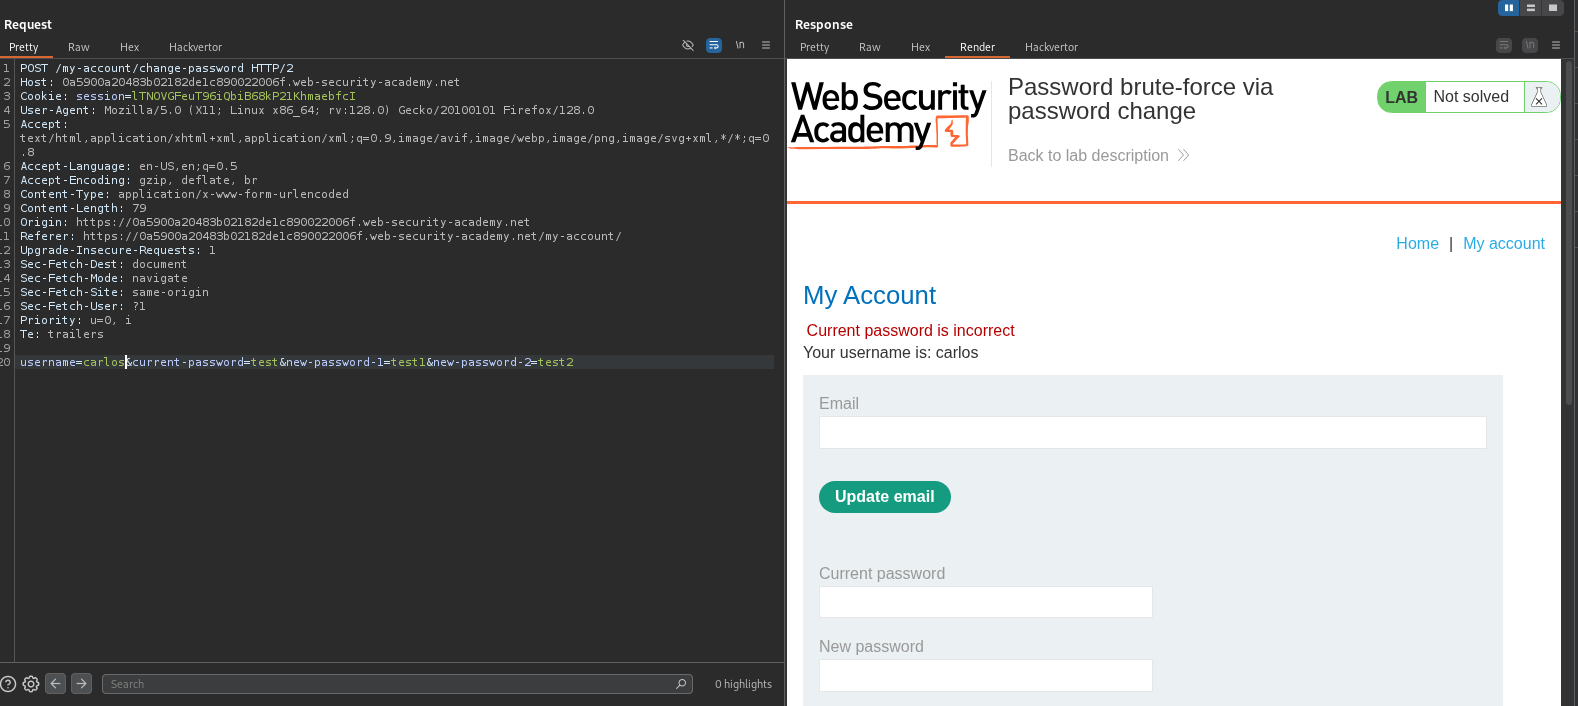 Request
Pretty Raw Hex Hackvertor
\n
1 POST /my-account/change-password HTTP/2
2 Host: 0a5900a20483b02182de1c890022006f.web-security-academy.net
3 Cookie: session=lTNOVGFeuT96iQbiB68kP21KhmaebfcI
4 User-Agent: Mozilla/5.0 (X11; Linux x86_64; rv:128.0) Gecko/20100101 Firefox/128.0
5 Accept:
text/html,application/xhtml+xml,application/xml;q=0.9,image/avif,image/webp,image/png,image/svg+xml,*/*;q=0
.8
6 Accept-Language: en-US,en;q=0.5
7 Accept-Encoding: gzip, deflate, br
8 Content-Type: application/x-www-form-urlencoded
9 Content-Length: 79
10 Origin: https://0a5900a20483b02182de1c890022006f.web-security-academy.net
11 Referer: https://0a5900a20483b02182de1c890022006f.web-security-academy.net/my-account/
12 Upgrade-Insecure-Requests: 1
13 Sec-Fetch-Dest: document
14 Sec-Fetch-Mode: navigate
15 Sec-Fetch-Site: same-origin
16 Sec-Fetch-User: ?1
17 Priority: u=0, i
18 Te: trailers
19
20 username=carlos&current-password=test&new-password-1=test1&new-password-2=test2
Search
0 highlights
Response
Pretty Raw Hex Render Hackvertor
\n
Web Security
Academy
Password brute-force via
password change
Back to lab description
LAB Not solved
Home | My account
My Account
Current password is incorrect
Your username is: carlos
Email
Update email
Current password
New password